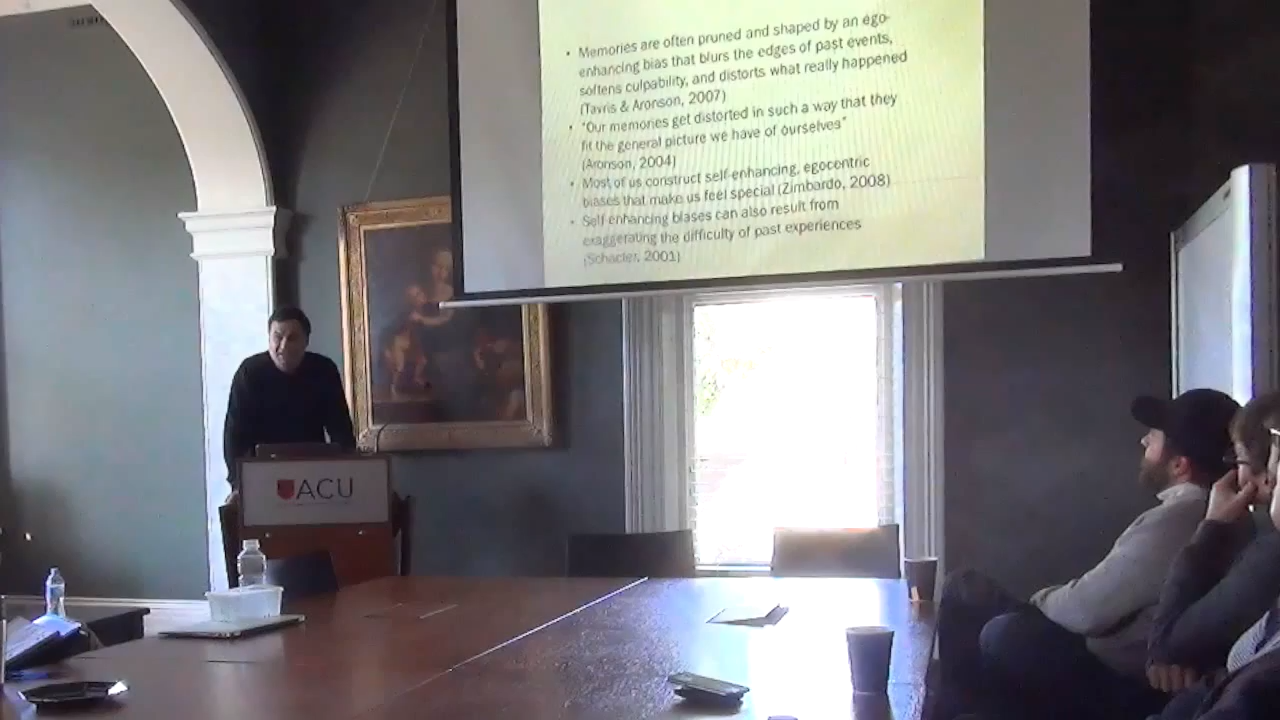 • Memories are often pruned and shaped by an ego-
enhancing bias that blurs the edges of past events,
softens culpability, and distorts what really happened
(Tavris & Aronson, 2007)
• "Our memories get distorted in such a way that they
fit the general picture we have of ourselves"
(Aronson, 2004)
• Most of us construct self-enhancing, egocentric
biases that make us feel special (Zimbardo, 2008)
• Self-enhancing biases can also result from
exaggerating the difficulty of past experiences
(Schacter, 2001)
ACU